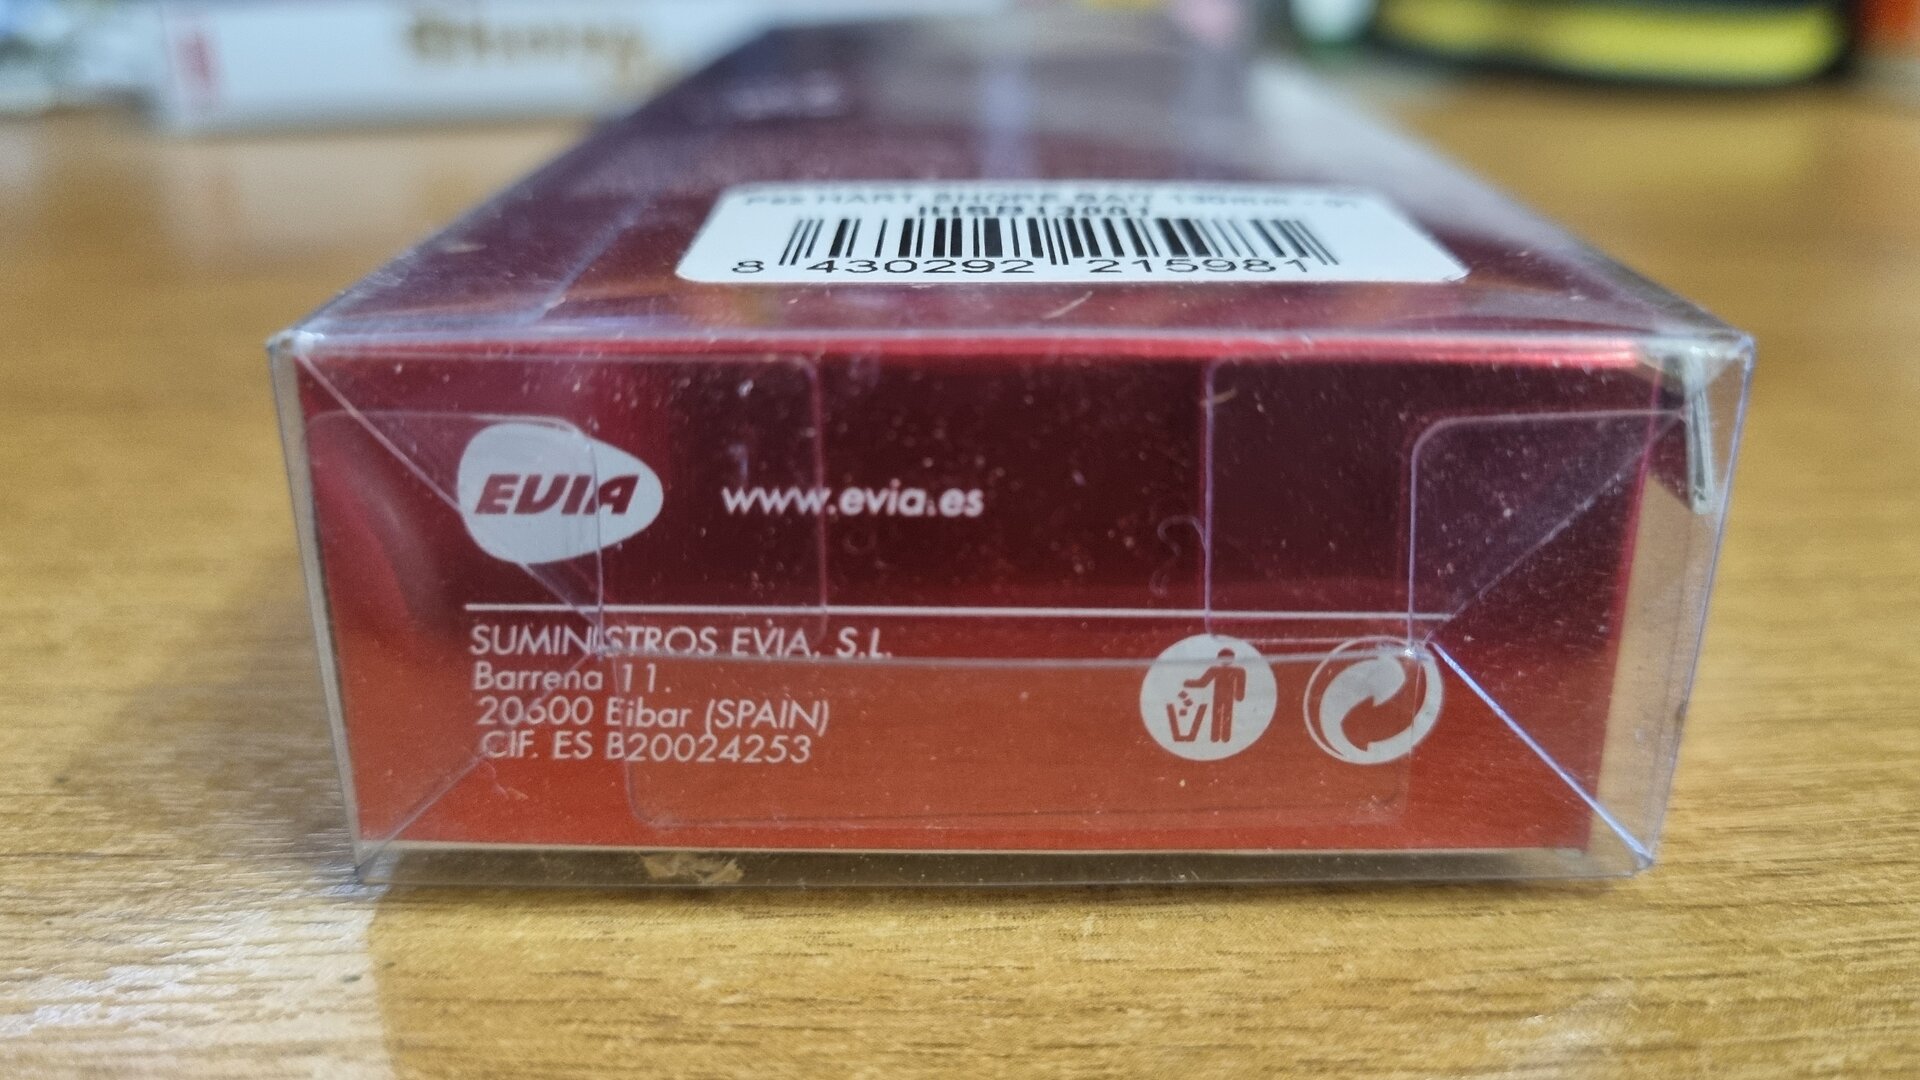 8 430292 215981
EVIA
www.evia.es
SUMINISTROS EVIA, S.L.
Barrena 11.
20600 Eibar (SPAIN)
CIF. ES B20024253